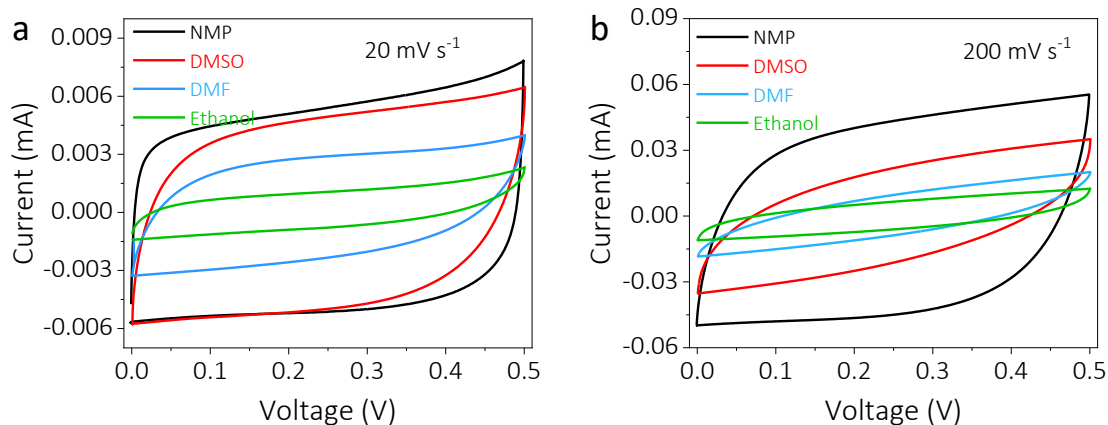 a
NMP
DMSO
DMF
Ethanol
20 mV s⁻¹
0.009
0.006
0.003
0.000
-0.003
-0.006
Current (mA)
0.0 0.1 0.2 0.3 0.4 0.5
Voltage (V)
b
NMP
DMSO
DMF
Ethanol
200 mV s⁻¹
0.09
0.06
0.03
0.00
-0.03
-0.06
Current (mA)
0.0 0.1 0.2 0.3 0.4 0.5
Voltage (V)